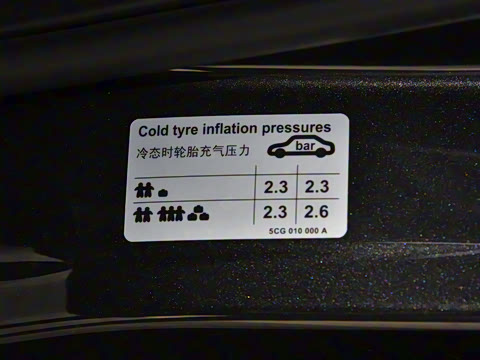 Cold tyre inflation pressures
冷态时轮胎充气压力
bar
2.3 2.3
2.3 2.6
5CG 010 000 A